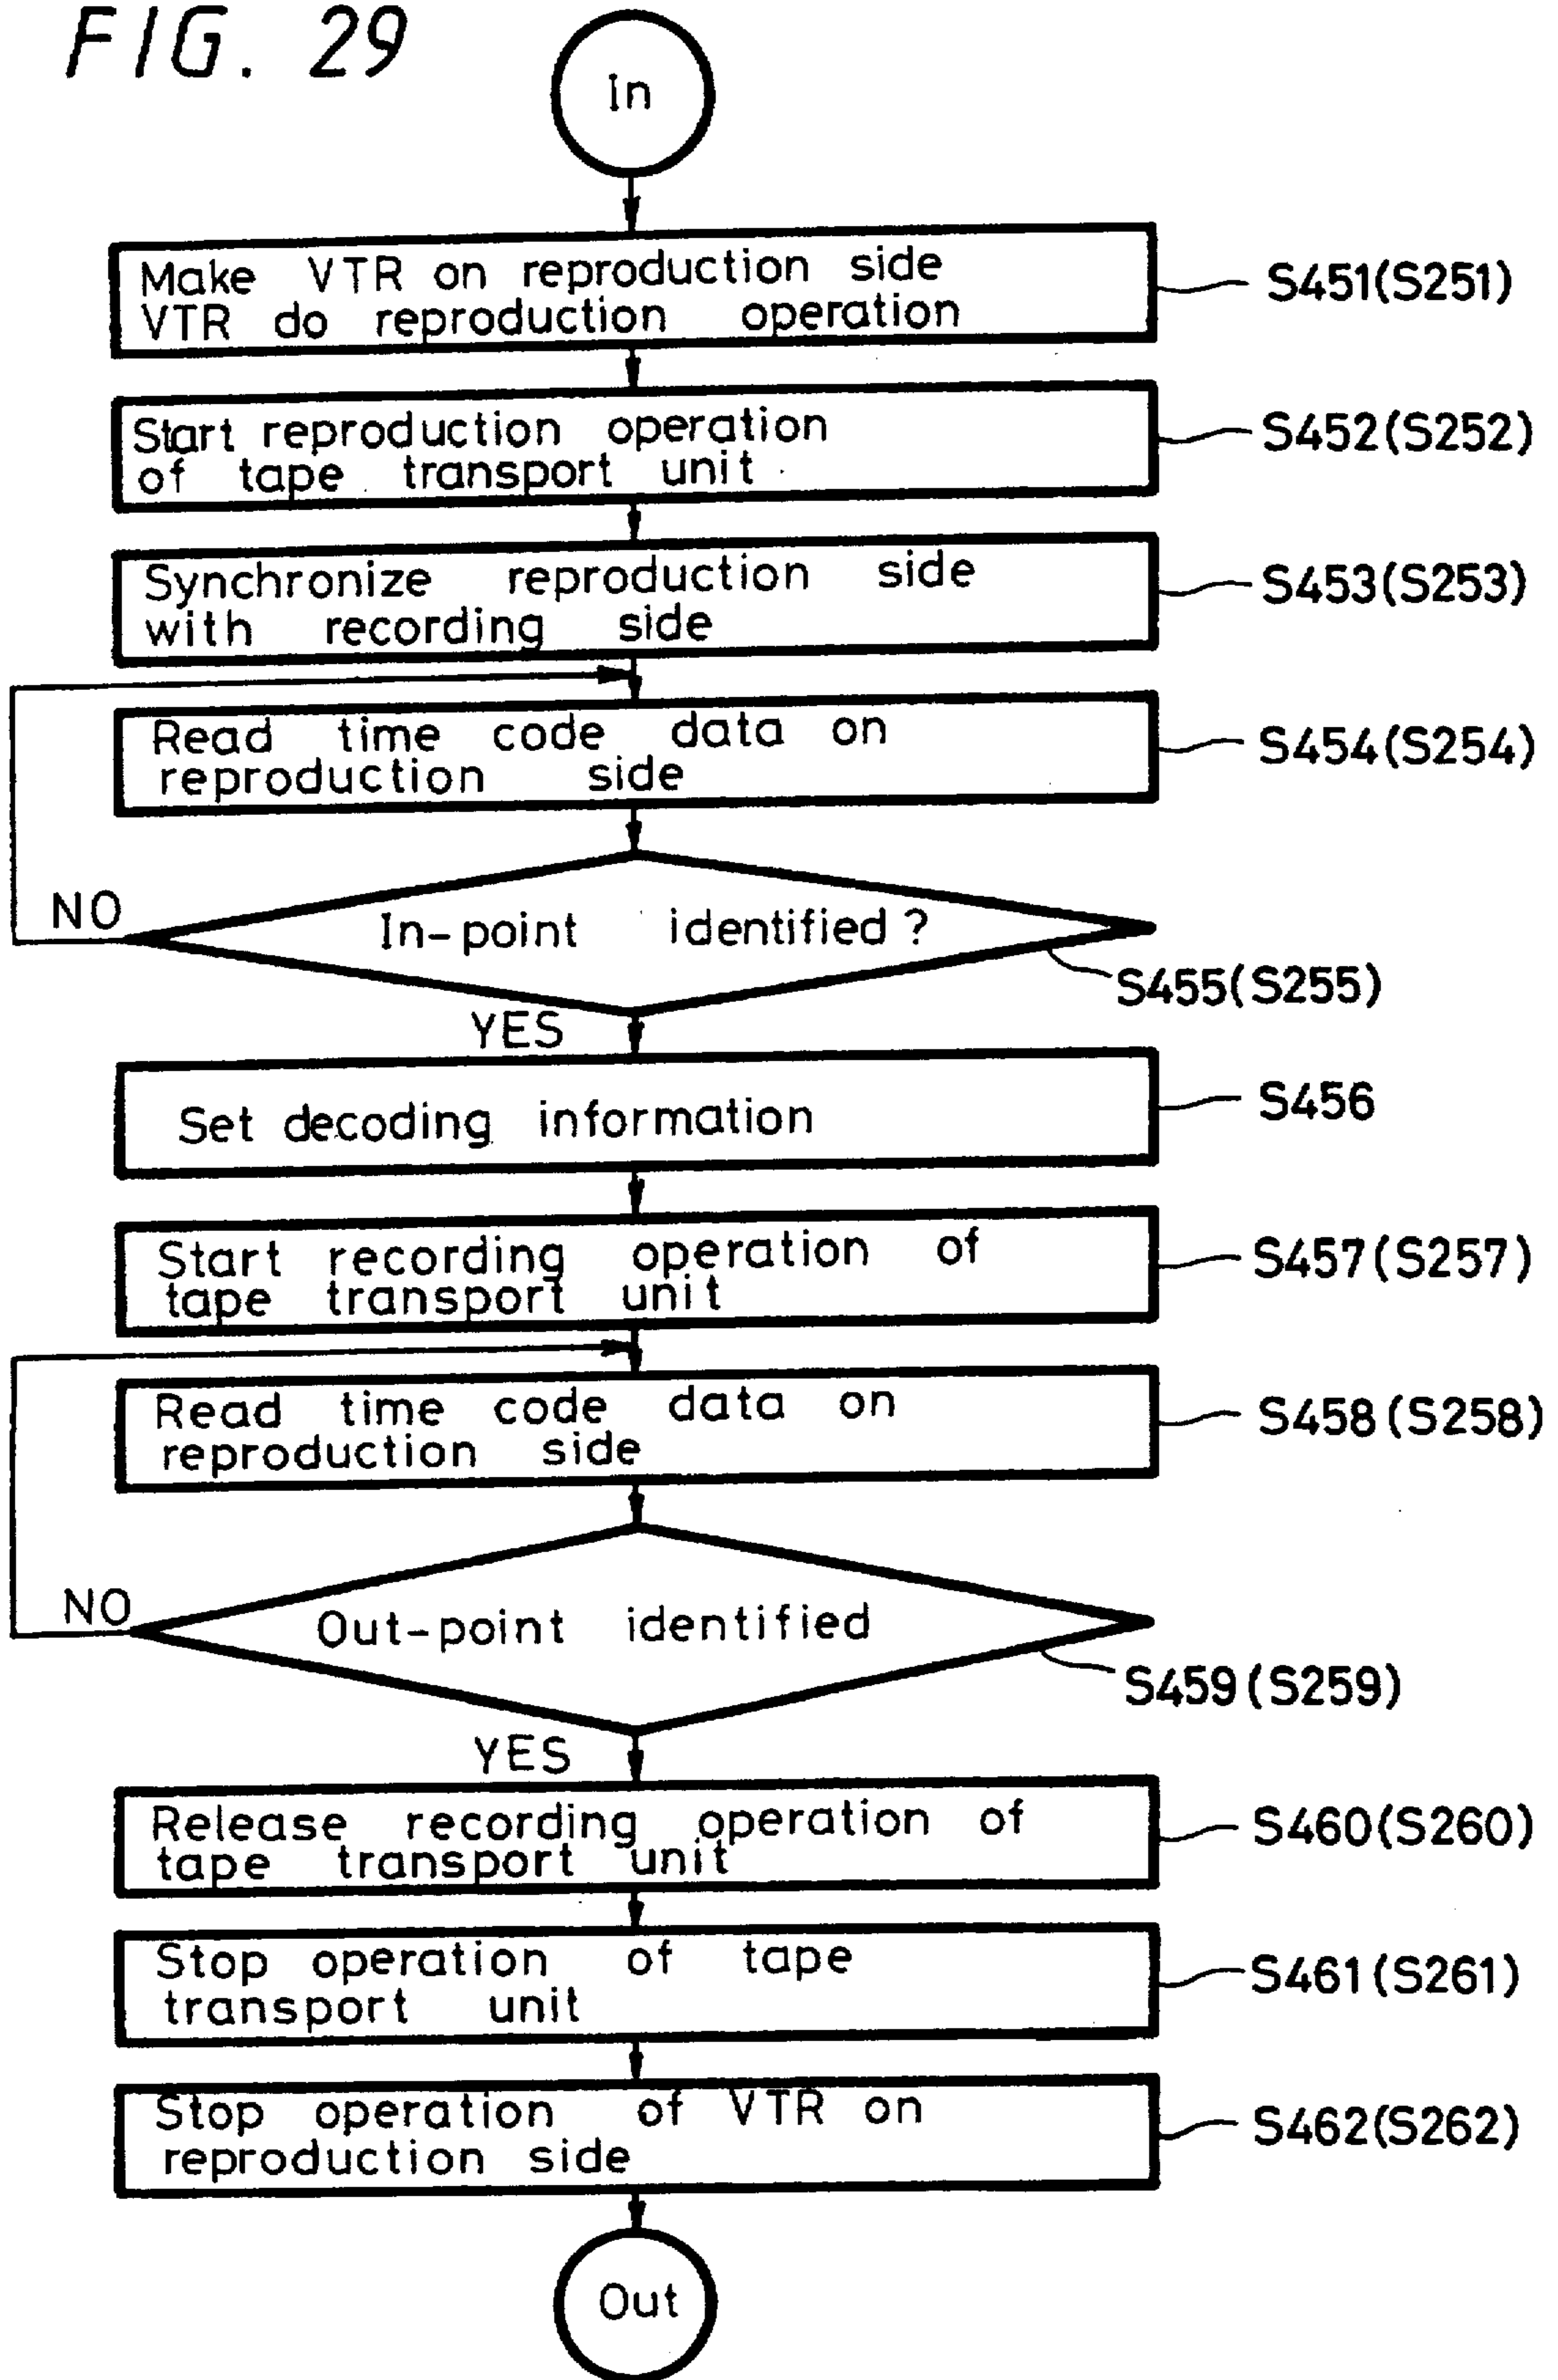 FIG. 29
In
Make VTR on reproduction side
VTR do reproduction operation
S451(S251)
Start reproduction operation
of tape transport unit
S452(S252)
Synchronize reproduction side
with recording side
S453(S253)
Read time code data on
reproduction side
S454(S254)
NO
In-point identified?
S455(S255)
YES
Set decoding information
S456
Start recording operation of
tape transport unit
S457(S257)
Read time code data on
reproduction side
S458(S258)
NO
Out-point identified
S459(S259)
YES
Release recording operation of
tape transport unit
S460(S260)
Stop operation of tape
transport unit
S461(S261)
Stop operation of VTR on
reproduction side
S462(S262)
Out